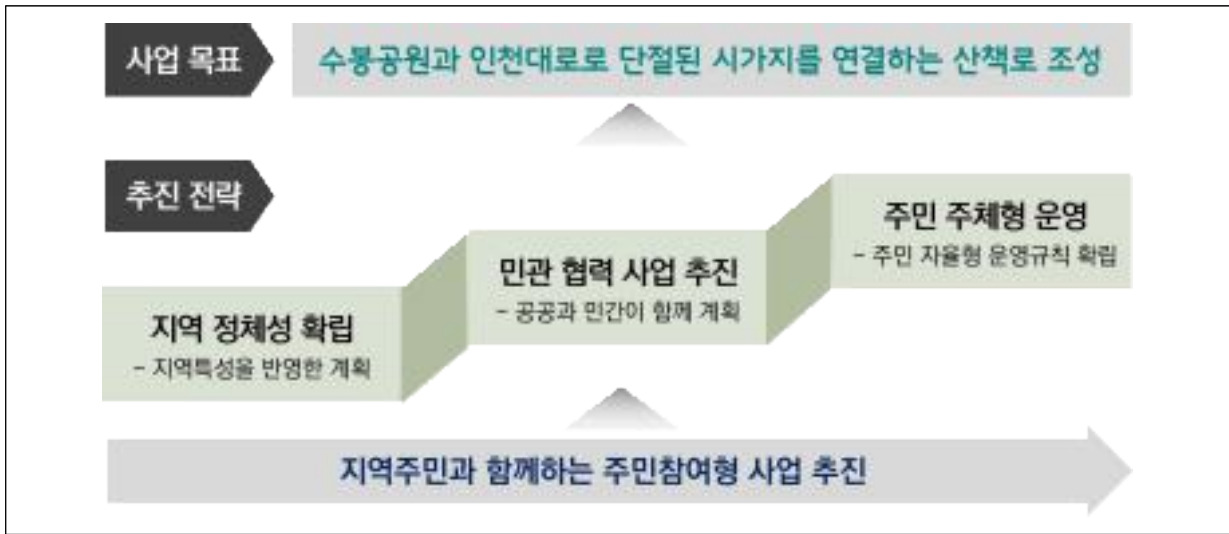 사업 목표
수봉공원과 인천대로로 단절된 시가지를 연결하는 산책로 조성
추진 전략
지역 정체성 확립
- 지역특성을 반영한 계획
민관 협력 사업 추진
- 공공과 민간이 함께 계획
주민 주체형 운영
- 주민 자율형 운영규칙 확립
지역주민과 함께하는 주민참여형 사업 추진